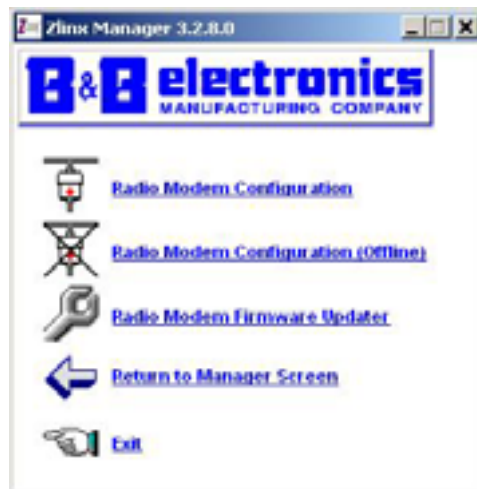 Zlinx Manager 3.2.8.0
B&B electronics
MANUFACTURING COMPANY
Radio Modem Configuration
Radio Modem Configuration (Offline)
Radio Modem Firmware Updater
Return to Manager Screen
Exit